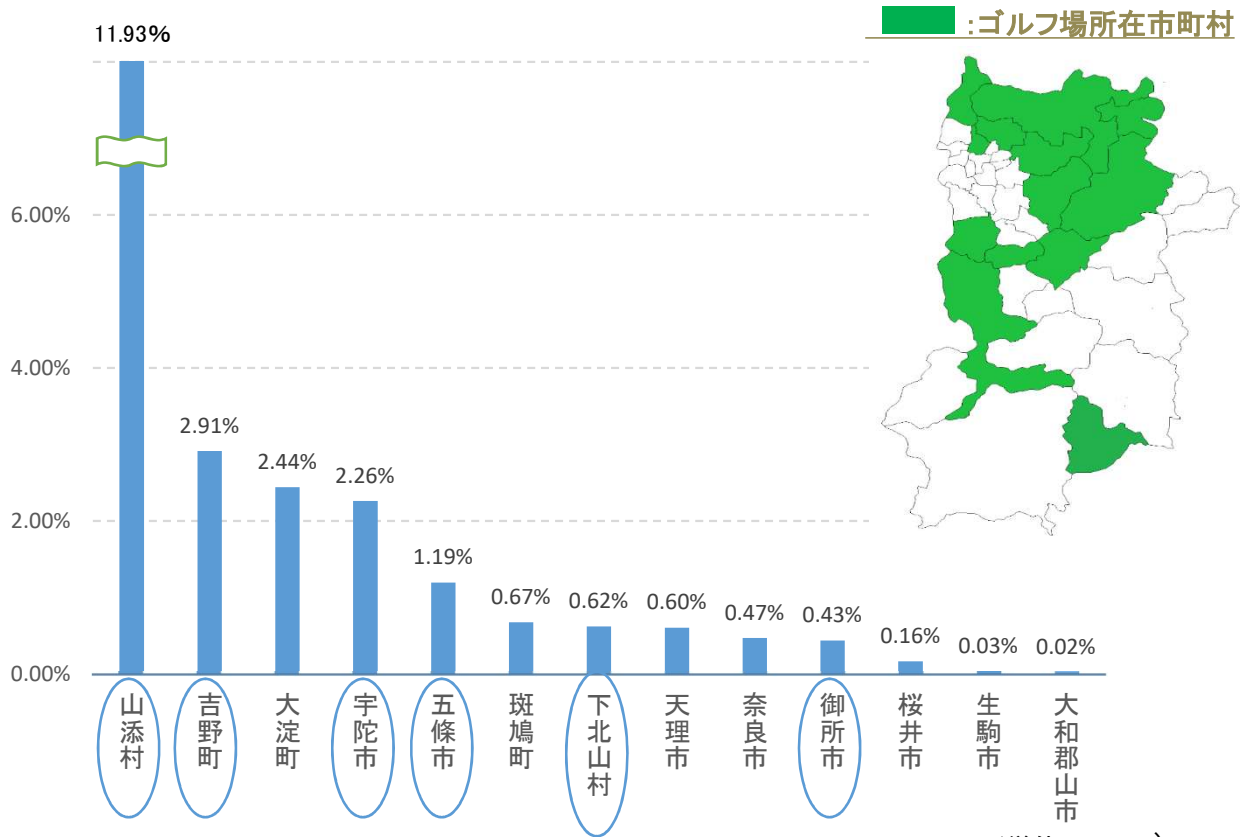 :ゴルフ場所在市町村
11.93%
6.00%
4.00%
2.00%
0.00%
2.91%
2.44%
2.26%
1.19%
0.67%
0.62%
0.60%
0.47%
0.43%
0.16%
0.03%
0.02%
山添村
吉野町
大淀町
宇陀市
五條市
斑鳩町
下北山村
天理市
奈良市
御所市
桜井市
生駒市
大和郡山市